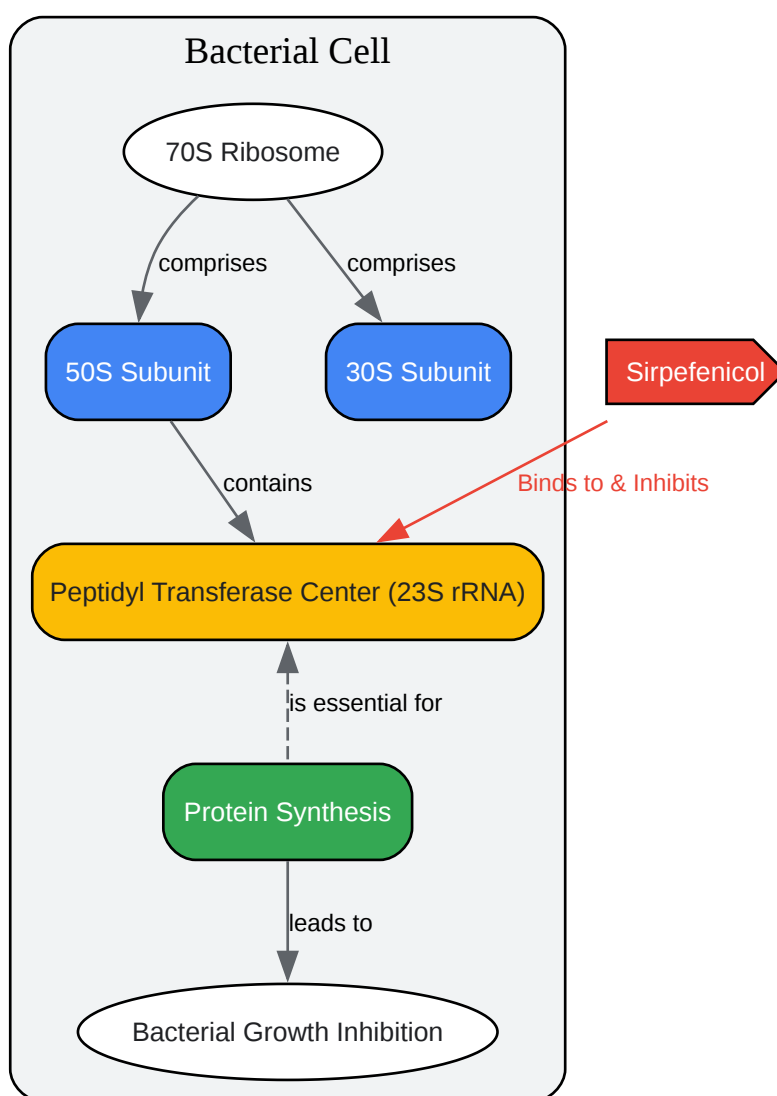 Bacterial Cell
70S Ribosome
comprises
comprises
50S Subunit
30S Subunit
Sirpefenicol
contains
Binds to & Inhibits
Peptidyl Transferase Center (23S rRNA)
is essential for
Protein Synthesis
leads to
Bacterial Growth Inhibition